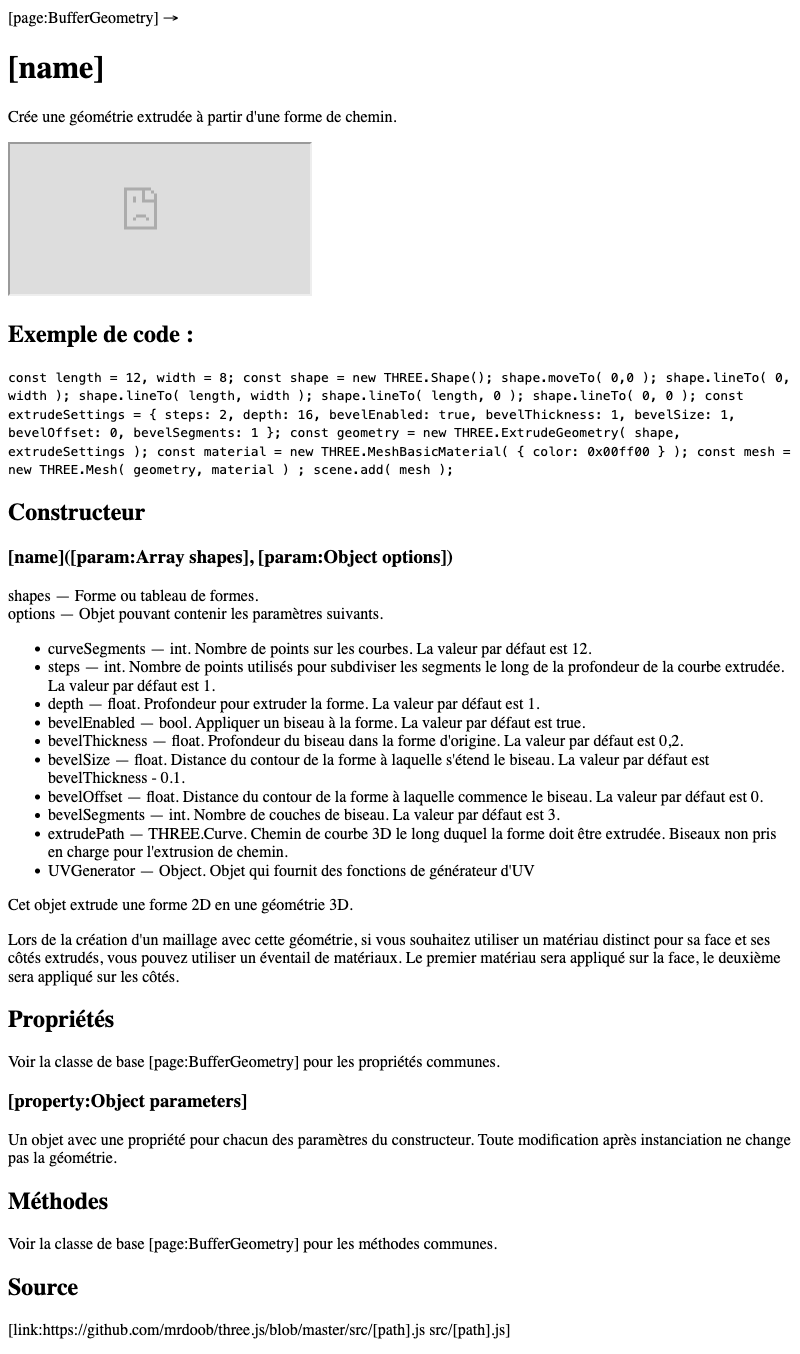 [page:BufferGeometry] →
[name]
Crée une géométrie extrudée à partir d'une forme de chemin.
Exemple de code :
const length = 12, width = 8; const shape = new THREE.Shape(); shape.moveTo( 0,0 ); shape.lineTo( 0,
width ); shape.lineTo( length, width ); shape.lineTo( length, 0 ); shape.lineTo( 0, 0 ); const
extrudeSettings = { steps: 2, depth: 16, bevelEnabled: true, bevelThickness: 1, bevelSize: 1,
bevelOffset: 0, bevelSegments: 1 }; const geometry = new THREE.ExtrudeGeometry( shape,
extrudeSettings ); const material = new THREE.MeshBasicMaterial( { color: 0x00ff00 } ); const mesh =
new THREE.Mesh( geometry, material ) ; scene.add( mesh );
Constructeur
[name]([param:Array shapes], [param:Object options])
shapes — Forme ou tableau de formes.
options — Objet pouvant contenir les paramètres suivants.
• curveSegments — int. Nombre de points sur les courbes. La valeur par défaut est 12.
• steps — int. Nombre de points utilisés pour subdiviser les segments le long de la profondeur de la courbe extrudée.
La valeur par défaut est 1.
• depth — float. Profondeur pour extruder la forme. La valeur par défaut est 1.
• bevelEnabled — bool. Appliquer un biseau à la forme. La valeur par défaut est true.
• bevelThickness — float. Profondeur du biseau dans la forme d'origine. La valeur par défaut est 0,2.
• bevelSize — float. Distance du contour de la forme à laquelle s'étend le biseau. La valeur par défaut est
bevelThickness - 0.1.
• bevelOffset — float. Distance du contour de la forme à laquelle commence le biseau. La valeur par défaut est 0.
• bevelSegments — int. Nombre de couches de biseau. La valeur par défaut est 3.
• extrudePath — THREE.Curve. Chemin de courbe 3D le long duquel la forme doit être extrudée. Biseaux non pris
en charge pour l'extrusion de chemin.
• UVGenerator — Object. Objet qui fournit des fonctions de générateur d'UV
Cet objet extrude une forme 2D en une géométrie 3D.
Lors de la création d'un maillage avec cette géométrie, si vous souhaitez utiliser un matériau distinct pour sa face et ses
côtés extrudés, vous pouvez utiliser un éventail de matériaux. Le premier matériau sera appliqué sur la face, le deuxième
sera appliqué sur les côtés.
Propriétés
Voir la classe de base [page:BufferGeometry] pour les propriétés communes.
[property:Object parameters]
Un objet avec une propriété pour chacun des paramètres du constructeur. Toute modification après instanciation ne change
pas la géométrie.
Méthodes
Voir la classe de base [page:BufferGeometry] pour les méthodes communes.
Source
[link:https://github.com/mrdoob/three.js/blob/master/src/[path].js src/[path].js]